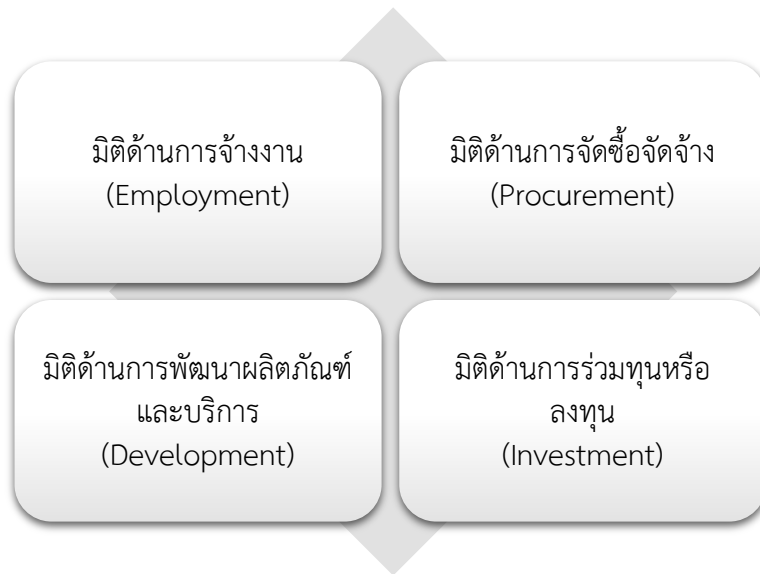 มิติด้านการจ้างงาน
(Employment)
มิติด้านการจัดซื้อจัดจ้าง
(Procurement)
มิติด้านการพัฒนาผลิตภัณฑ์
และบริการ
(Development)
มิติด้านการร่วมทุนหรือ
ลงทุน
(Investment)